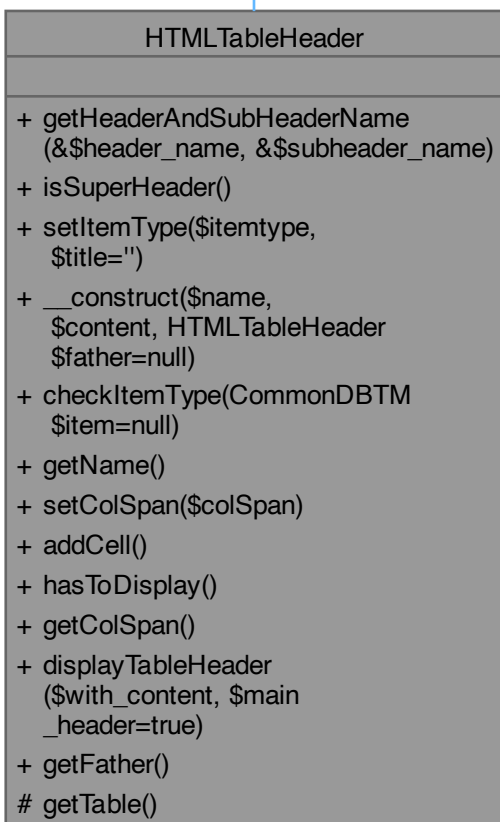 HTMLTableHeader
+ getHeaderAndSubHeaderName
(&$header_name, &$subheader_name)
+ isSuperHeader()
+ setItemType($itemtype,
$title='')
+ __construct($name,
$content, HTMLTableHeader
$father=null)
+ checkItemType(CommonDBTM
$item=null)
+ getName()
+ setColSpan($colSpan)
+ addCell()
+ hasToDisplay()
+ getColSpan()
+ displayTableHeader
($with_content, $main
_header=true)
+ getFather()
# getTable()